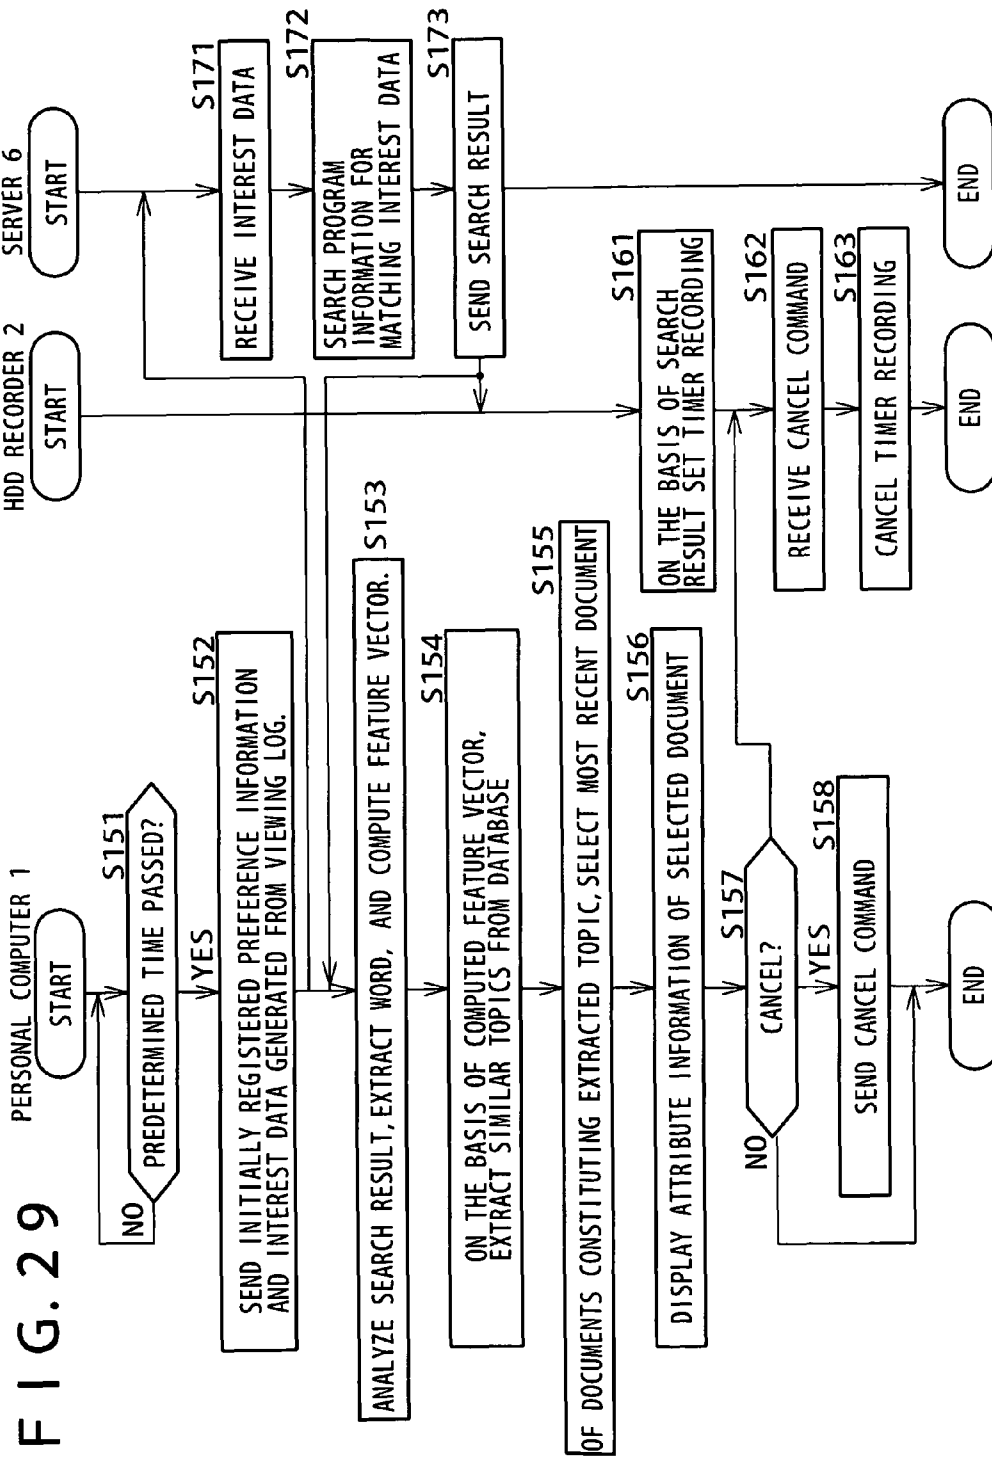 FIG. 29
PERSONAL COMPUTER 1
START
S151
PREDETERMINED TIME PASSED?
NO
YES
S152
SEND INITIALLY REGISTERED PREFERENCE INFORMATION
AND INTEREST DATA GENERATED FROM VIEWING LOG.
S153
ANALYZE SEARCH RESULT, EXTRACT WORD, AND COMPUTE FEATURE VECTOR.
S154
ON THE BASIS OF COMPUTED FEATURE VECTOR,
EXTRACT SIMILAR TOPICS FROM DATABASE
S155
OF DOCUMENTS CONSTITUTING EXTRACTED TOPIC, SELECT MOST RECENT DOCUMENT
S156
DISPLAY ATTRIBUTE INFORMATION OF SELECTED DOCUMENT
S157
CANCEL?
NO
YES
S158
SEND CANCEL COMMAND
END
HDD RECORDER 2
START
S161
ON THE BASIS OF SEARCH
RESULT SET TIMER RECORDING
S162
RECEIVE CANCEL COMMAND
S163
CANCEL TIMER RECORDING
END
SERVER 6
START
S171
RECEIVE INTEREST DATA
S172
SEARCH PROGRAM
INFORMATION FOR
MATCHING INTEREST DATA
S173
SEND SEARCH RESULT
END